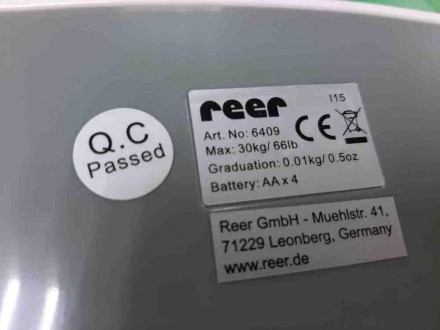 Q.C
Passed
reer
I15
Art. No: 6409
Max: 30kg/ 66lb
Graduation: 0.01kg/ 0.5oz
Battery: AA x 4
CE
Reer GmbH - Muehlstr. 41,
71229 Leonberg, Germany
www.reer.de